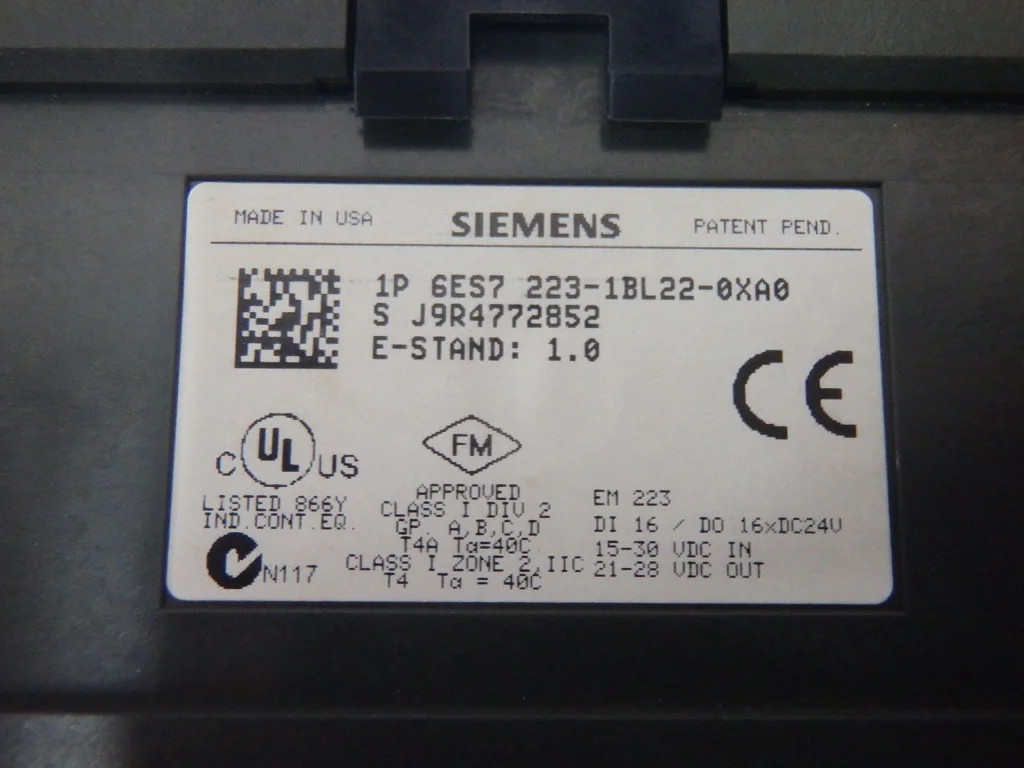 MADE IN USA SIEMENS PATENT PEND.
1P 6ES7 223-1BL22-0XA0
S J9R4772852
E-STAND: 1.0
CE
C UL US
LISTED 866Y
IND.CONT.EQ.
N117
FM
APPROVED
CLASS I DIV 2
GP. A,B,C,D
T4A Ta=40C
CLASS I ZONE 2,IIC
T4 Ta = 40C
EM 223
DI 16 / DO 16xDC24V
15-30 VDC IN
21-28 VDC OUT